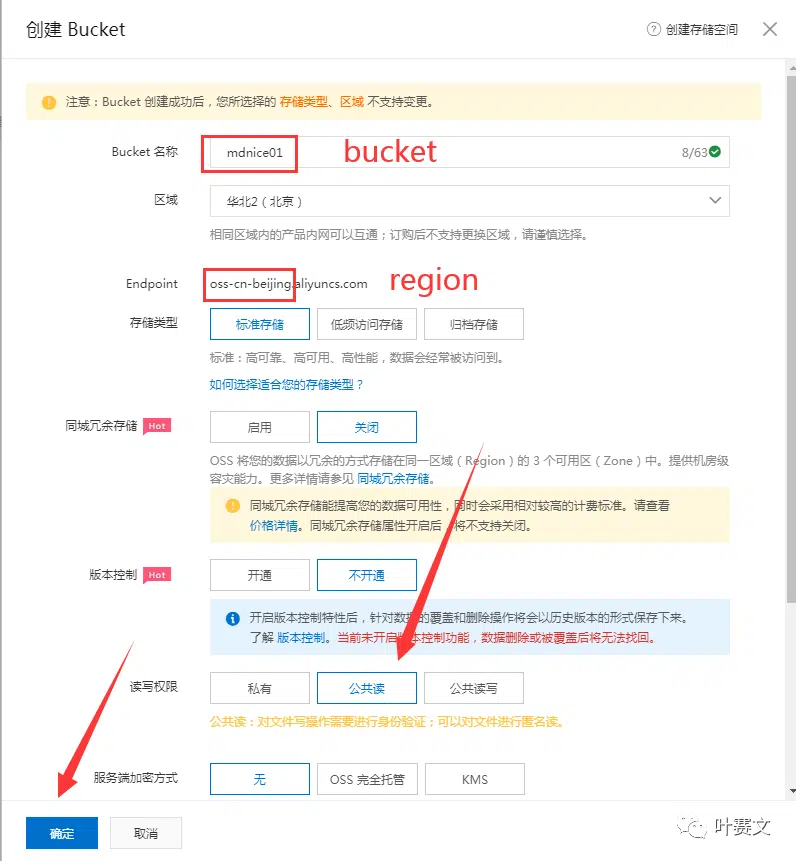 创建 Bucket
? 创建存储空间
! 注意：Bucket 创建成功后，您所选择的 存储类型、区域 不支持变更。
Bucket 名称 mdnice01 bucket 8/63
区域 华北2（北京）
相同区域内的产品内网可以互通；订购后不支持更换区域，请谨慎选择。
Endpoint oss-cn-beijing.aliyuncs.com region
存储类型 标准存储 低频访问存储 归档存储
标准：高可靠、高可用、高性能，数据会经常被访问到。
如何选择适合您的存储类型？
同城冗余存储 Hot 启用 关闭
OSS 将您的数据以冗余的方式存储在同一区域（Region）的 3 个可用区（Zone）中。提供机房级
容灾能力。更多详情请参见 同城冗余存储。
! 同城冗余存储能提高您的数据可用性，同时会采用相对较高的计费标准。请查看
价格详情。同城冗余存储属性开启后，将不支持关闭。
版本控制 Hot 开通 不开通
i 开启版本控制特性后，针对数据的覆盖和删除操作将会以历史版本的形式保存下来。
了解 版本控制。当前未开启版本控制功能，数据删除或被覆盖后将无法找回。
读写权限 私有 公共读 公共读写
公共读：对文件写操作需要进行身份验证；可以对文件进行匿名读。
服务端加密方式 无 OSS 完全托管 KMS
确定 取消
叶赛文